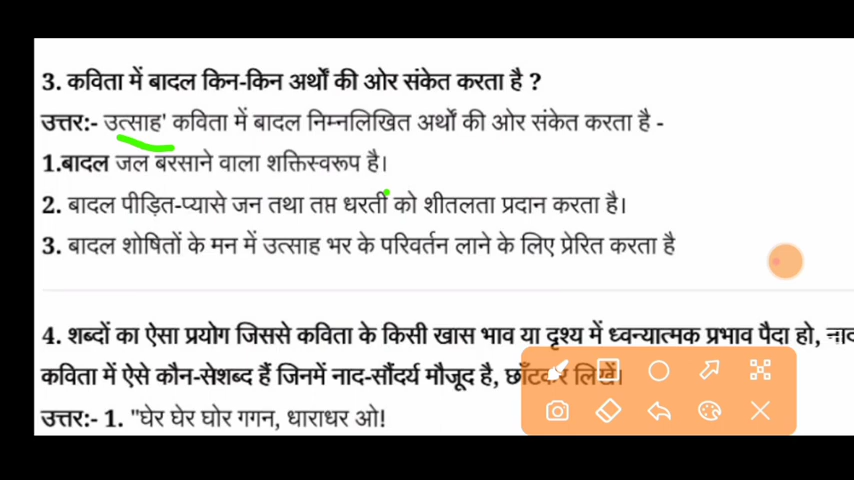 3. कविता में बादल किन-किन अर्थों की ओर संकेत करता है ?
उत्तर:- उत्साह' कविता में बादल निम्नलिखित अर्थों की ओर संकेत करता है -
1.बादल जल बरसाने वाला शक्तिस्वरूप है।
2. बादल पीड़ित-प्यासे जन तथा तप्त धरती को शीतलता प्रदान करता है।
3. बादल शोषितों के मन में उत्साह भर के परिवर्तन लाने के लिए प्रेरित करता है
4. शब्दों का ऐसा प्रयोग जिससे कविता के किसी खास भाव या दृश्य में ध्वन्यात्मक प्रभाव पैदा हो,
कविता में ऐसे कौन-सेशब्द हैं जिनमें नाद-सौंदर्य मौजूद है, छाँटकर लिखें।
उत्तर:- 1. "घेर घेर घोर गगन, धाराधर ओ!